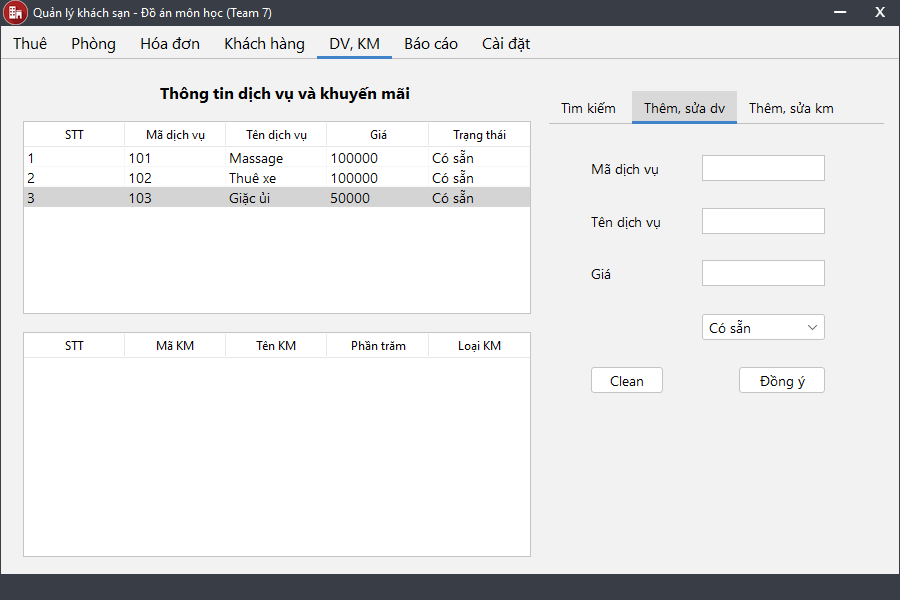 Quản lý khách sạn - Đồ án môn học (Team 7)
X
Thuê Phòng Hóa đơn Khách hàng DV, KM Báo cáo Cài đặt
Thông tin dịch vụ và khuyến mãi
STT Mã dịch vụ Tên dịch vụ Giá Trạng thái
1 101 Massage 100000 Có sẵn
2 102 Thuê xe 100000 Có sẵn
3 103 Giặc ủi 50000 Có sẵn
STT Mã KM Tên KM Phần trăm Loại KM
Tìm kiếm Thêm, sửa dv Thêm, sửa km
Mã dịch vụ
Tên dịch vụ
Giá
Có sẵn
Clean Đồng ý